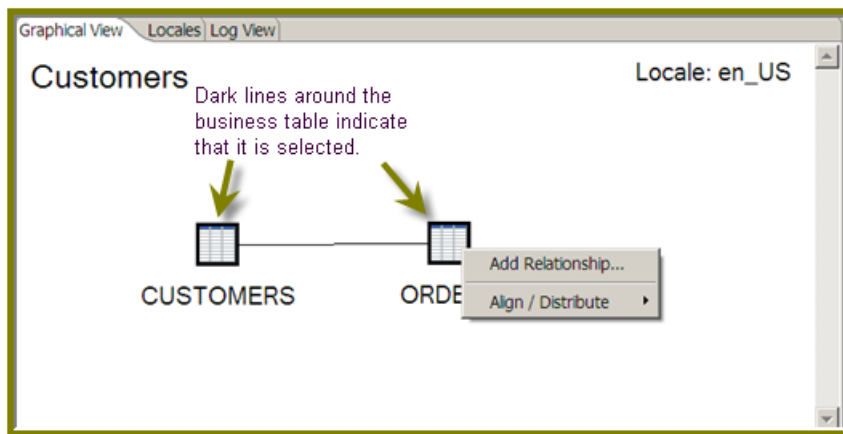 Graphical View Locales Log View
Customers
Locale: en_US
Dark lines around the
business table indicate
that it is selected.
Add Relationship...
CUSTOMERS
ORDE
Align / Distribute